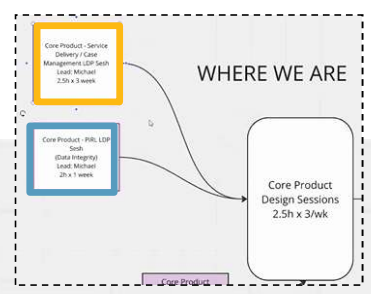 Core Product - Service
Delivery / Case
Management LDP Sesh
Lead: Michael
2.5h x 3 week
WHERE WE ARE
Core Product - PIRL LDP
Sesh
(Data Integrity)
Lead: Michael
2h x 1 week
Core Product
Design Sessions
2.5h x 3/wk
Core Product